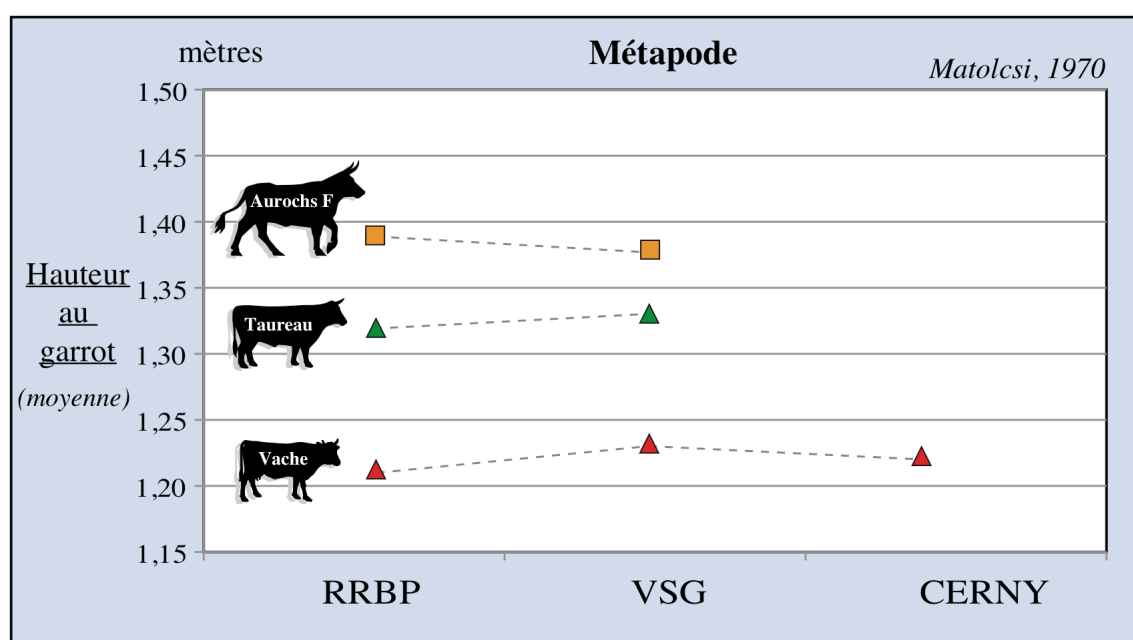 mètres
Métapode
Matolcsi, 1970
1,50
1,45
1,40
1,35
1,30
1,25
1,20
1,15
Hauteur
au
garrot
(moyenne)
Aurochs F
Taureau
Vache
RRBP VSG CERNY